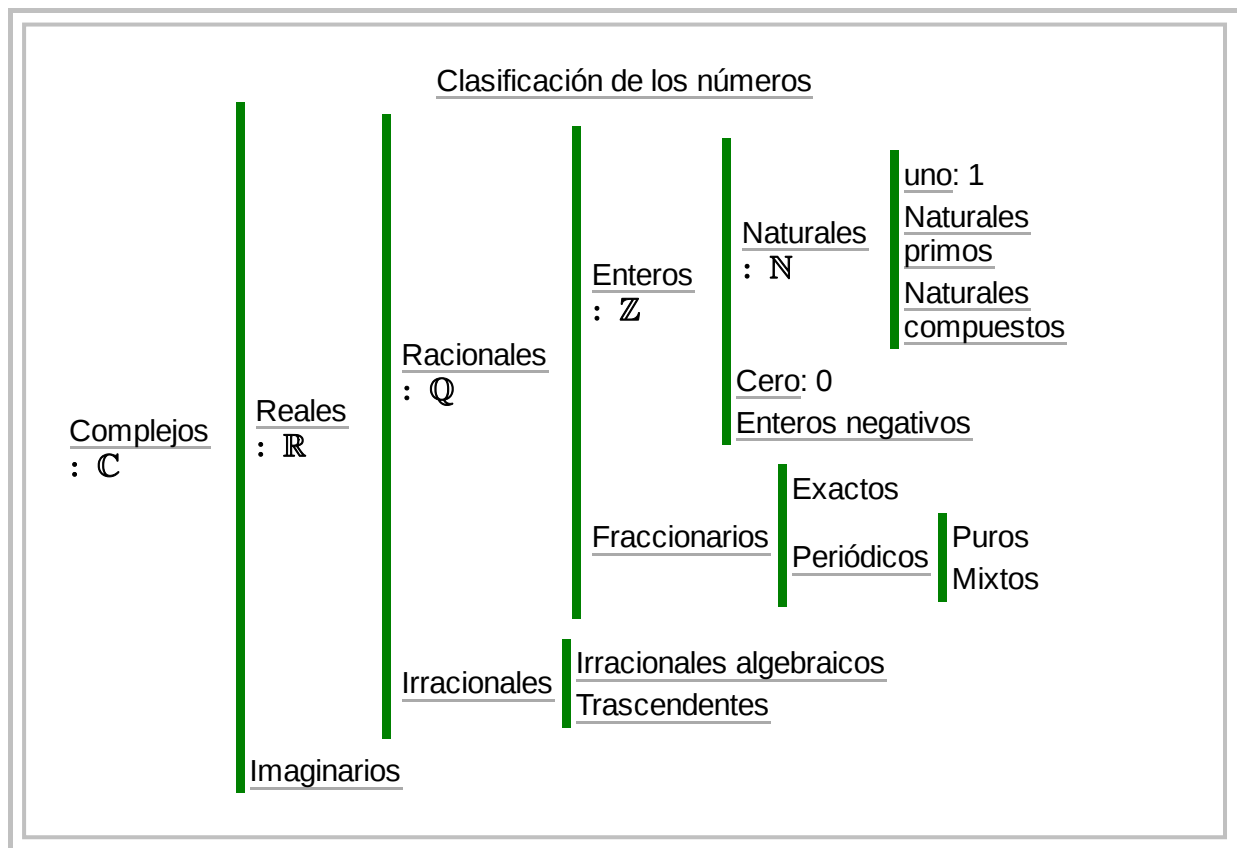 Clasificación de los números
Complejos
: ℂ
Reales
: ℝ
Racionales
: ℚ
Enteros
: ℤ
Naturales
: ℕ
uno: 1
Naturales
primos
Naturales
compuestos
Cero: 0
Enteros negativos
Fraccionarios
Exactos
Periódicos
Puros
Mixtos
Irracionales
Irracionales algebraicos
Trascendentes
Imaginarios